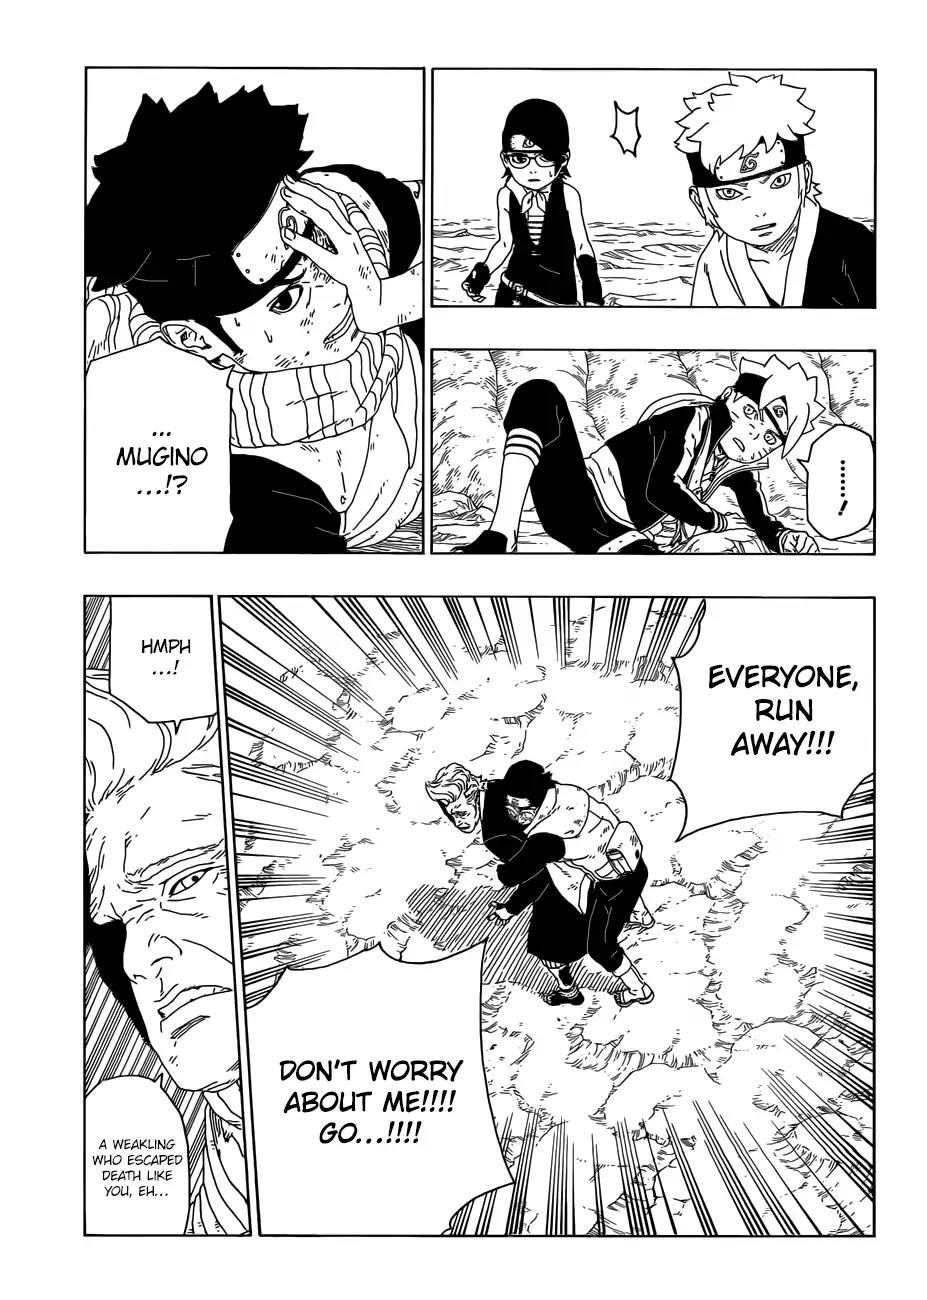 ......!
...
MUGINO
...!?
EVERYONE,
RUN
AWAY!!!
DON'T WORRY
ABOUT ME!!!!
GO...!!!!
HMPH
...!
A WEAKLING
WHO ESCAPED
DEATH LIKE
YOU, EH...